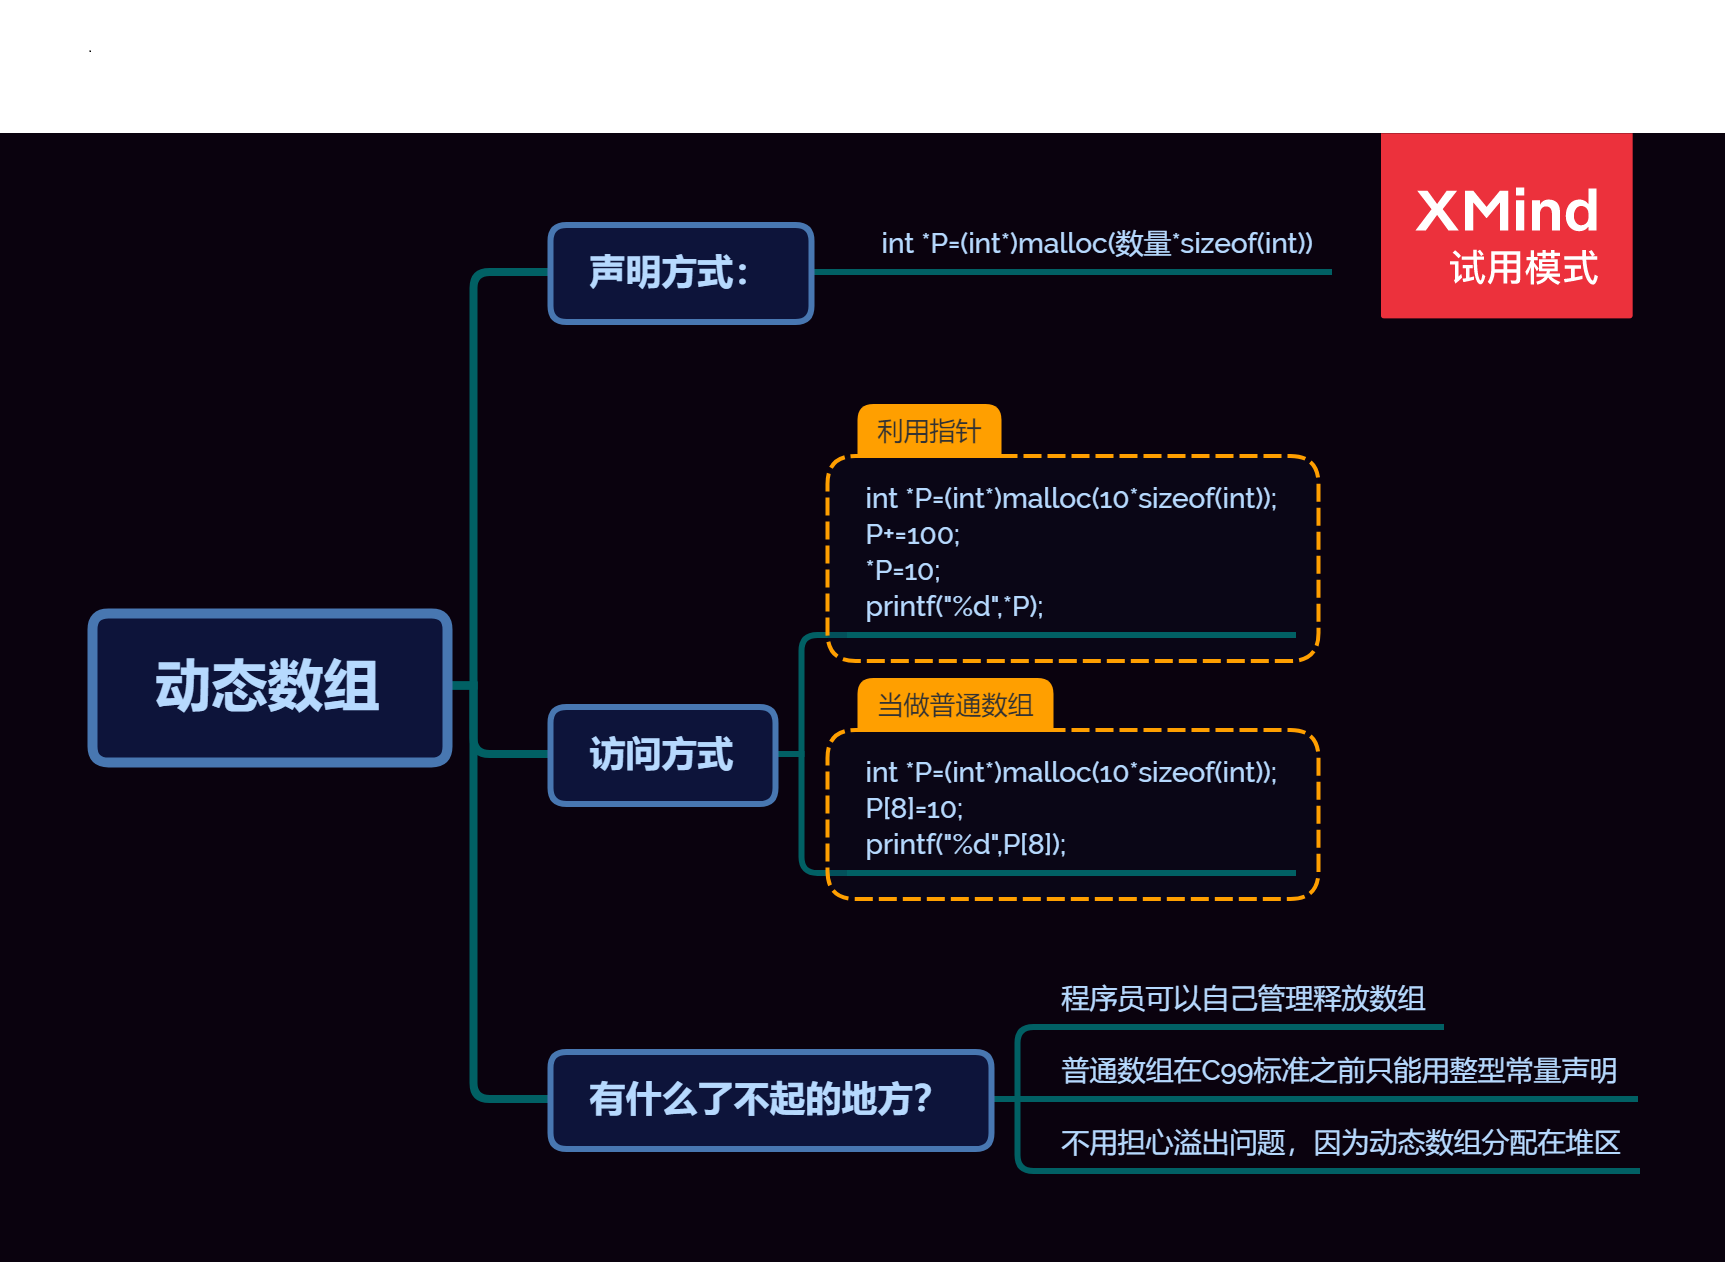 .
XMind
试用模式
声明方式：
int *P=(int*)malloc(数量*sizeof(int))
利用指针
int *P=(int*)malloc(10*sizeof(int));
P+=100;
*P=10;
printf("%d",*P);
动态数组
访问方式
当做普通数组
int *P=(int*)malloc(10*sizeof(int));
P[8]=10;
printf("%d",P[8]);
有什么了不起的地方？
程序员可以自己管理释放数组
普通数组在C99标准之前只能用整型常量声明
不用担心溢出问题，因为动态数组分配在堆区